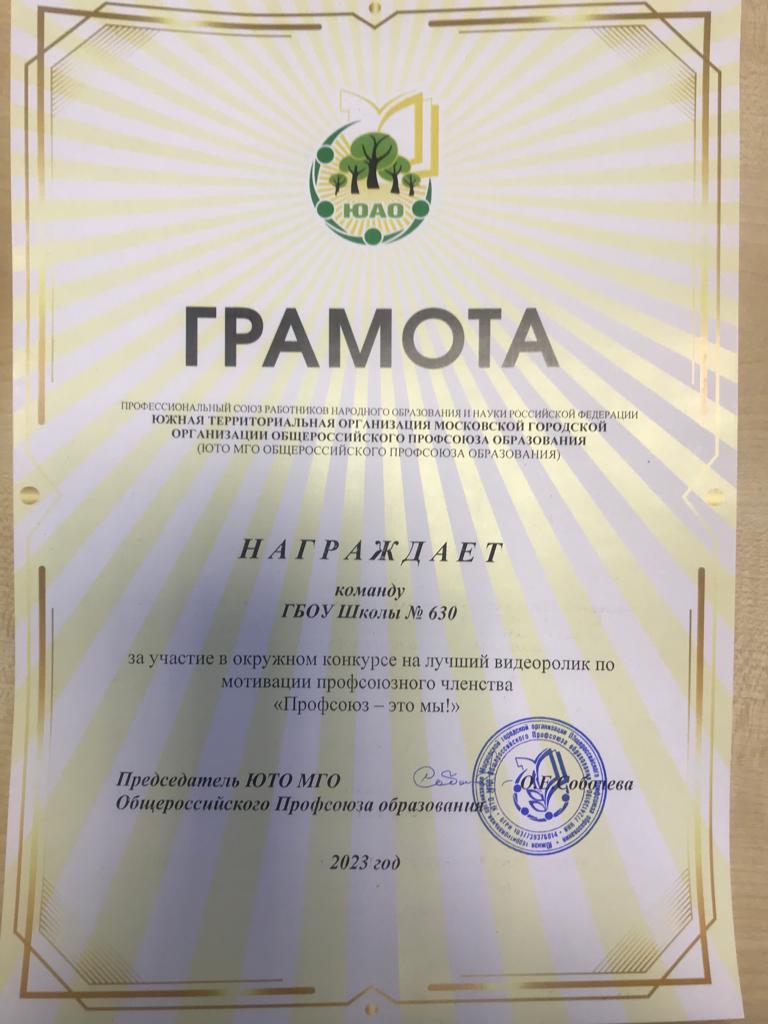 ЮАО
ГРАМОТА
ПРОФЕССИОНАЛЬНЫЙ СОЮЗ РАБОТНИКОВ НАРОДНОГО ОБРАЗОВАНИЯ И НАУКИ РОССИЙСКОЙ ФЕДЕРАЦИИ
ЮЖНАЯ ТЕРРИТОРИАЛЬНАЯ ОРГАНИЗАЦИЯ МОСКОВСКОЙ ГОРОДСКОЙ
ОРГАНИЗАЦИИ ОБЩЕРОССИЙСКОГО ПРОФСОЮЗА ОБРАЗОВАНИЯ
(ЮТО МГО ОБЩЕРОССИЙСКОГО ПРОФСОЮЗА ОБРАЗОВАНИЯ)
НАГРАЖДАЕТ
команду
ГБОУ Школы № 630
за участие в окружном конкурсе на лучший видеоролик по
мотивации профсоюзного членства
«Профсоюз – это мы!»
Председатель ЮТО МГО О.Е.Соболева
Общероссийского Профсоюза образования
2023 год